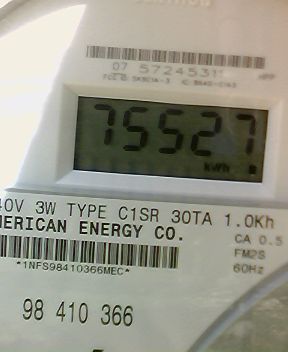 07 5724531
75527
kWh
40V 3W TYPE C1SR 30TA 1.0Kh
MERICAN ENERGY CO.
CA 0.5
FM2S
60Hz
*1NFS98410366MEC*
98 410 366